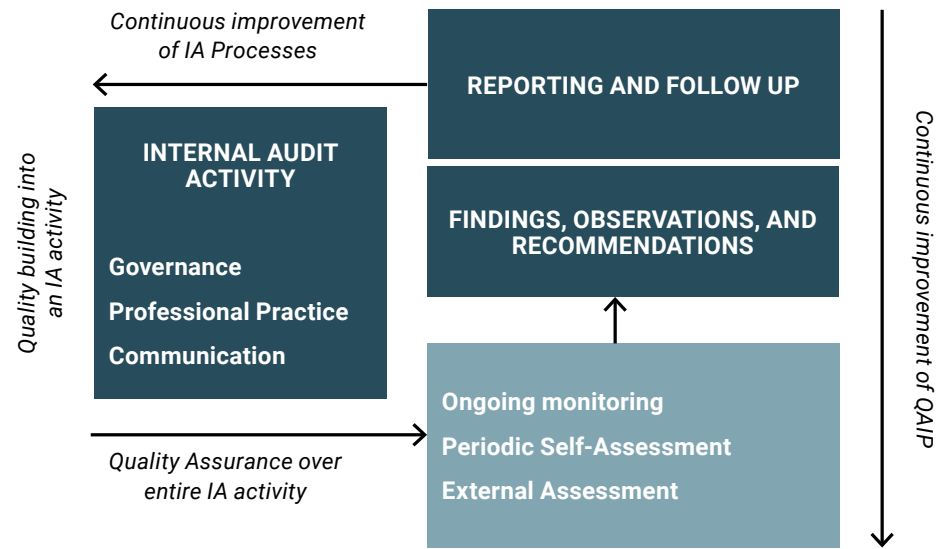 Continuous improvement
of IA Processes
REPORTING AND FOLLOW UP
INTERNAL AUDIT
ACTIVITY
Governance
Professional Practice
Communication
Quality building into
an IA activity
FINDINGS, OBSERVATIONS, AND
RECOMMENDATIONS
Ongoing monitoring
Periodic Self-Assessment
External Assessment
Quality Assurance over
entire IA activity
Continuous improvement of QAIP